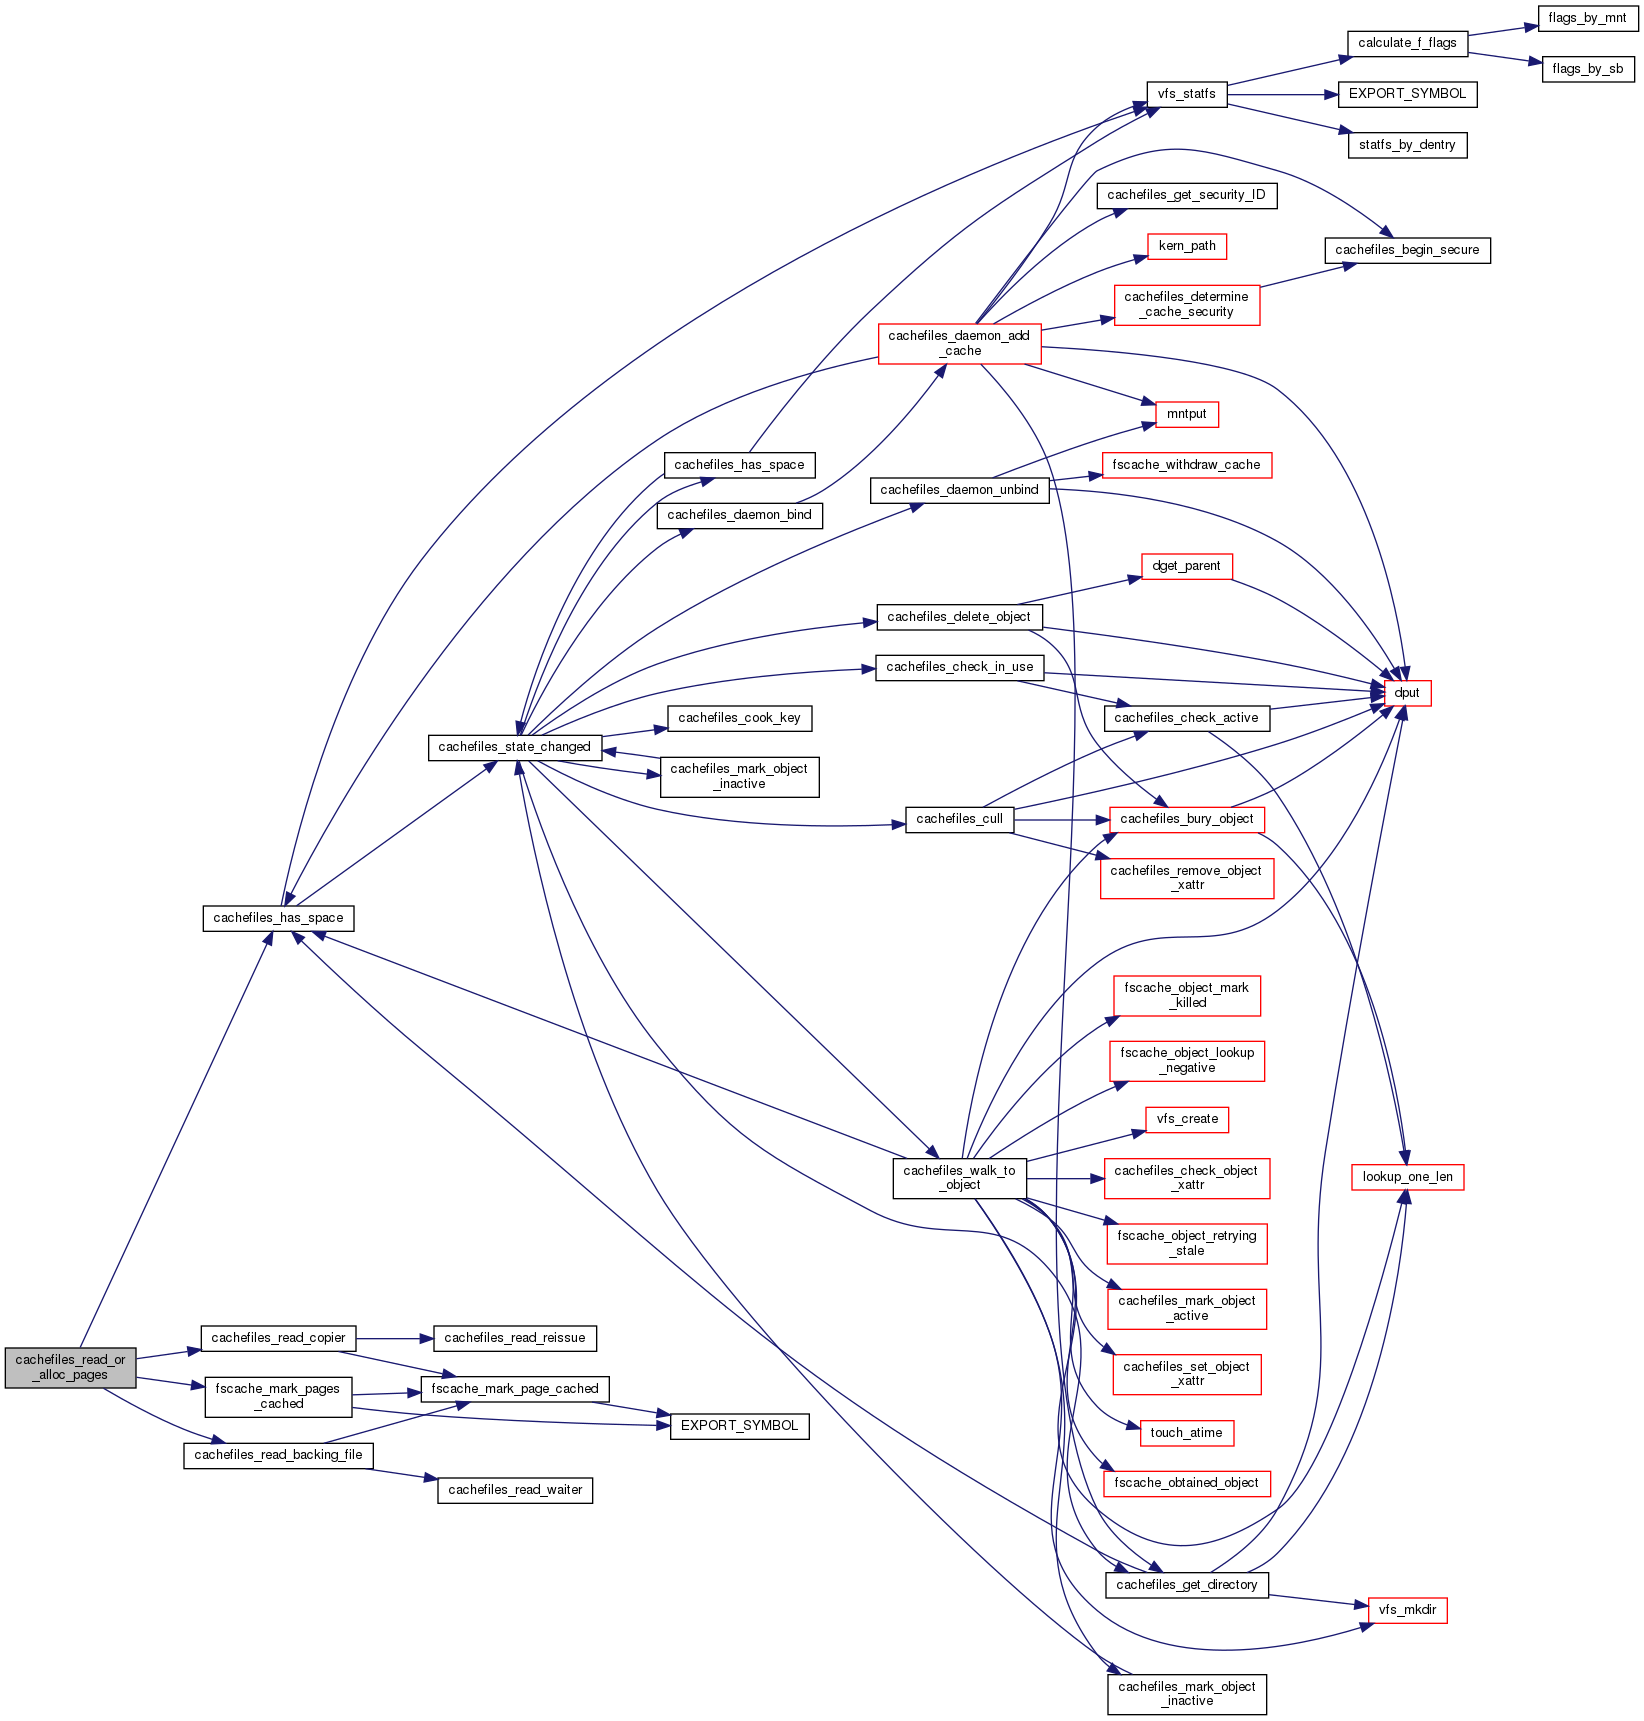 flags_by_mnt
calculate_f_flags
flags_by_sb
vfs_statfs
EXPORT_SYMBOL
statfs_by_dentry
cachefiles_get_security_ID
kern_path
cachefiles_begin_secure
cachefiles_determine
_cache_security
cachefiles_daemon_add
_cache
mntput
cachefiles_has_space
fscache_withdraw_cache
cachefiles_daemon_unbind
cachefiles_daemon_bind
dget_parent
cachefiles_delete_object
cachefiles_check_in_use
dput
cachefiles_cook_key
cachefiles_check_active
cachefiles_state_changed
cachefiles_mark_object
_inactive
cachefiles_cull
cachefiles_bury_object
cachefiles_remove_object
_xattr
cachefiles_has_space
fscache_object_mark
_killed
fscache_object_lookup
_negative
vfs_create
cachefiles_walk_to
_object
cachefiles_check_object
_xattr
lookup_one_len
fscache_object_retrying
_stale
cachefiles_mark_object
_active
cachefiles_read_or
_alloc_pages
cachefiles_read_copier
cachefiles_read_reissue
cachefiles_set_object
_xattr
fscache_mark_pages
_cached
fscache_mark_page_cached
EXPORT_SYMBOL
touch_atime
cachefiles_read_backing_file
cachefiles_read_waiter
fscache_obtained_object
cachefiles_get_directory
vfs_mkdir
cachefiles_mark_object
_inactive